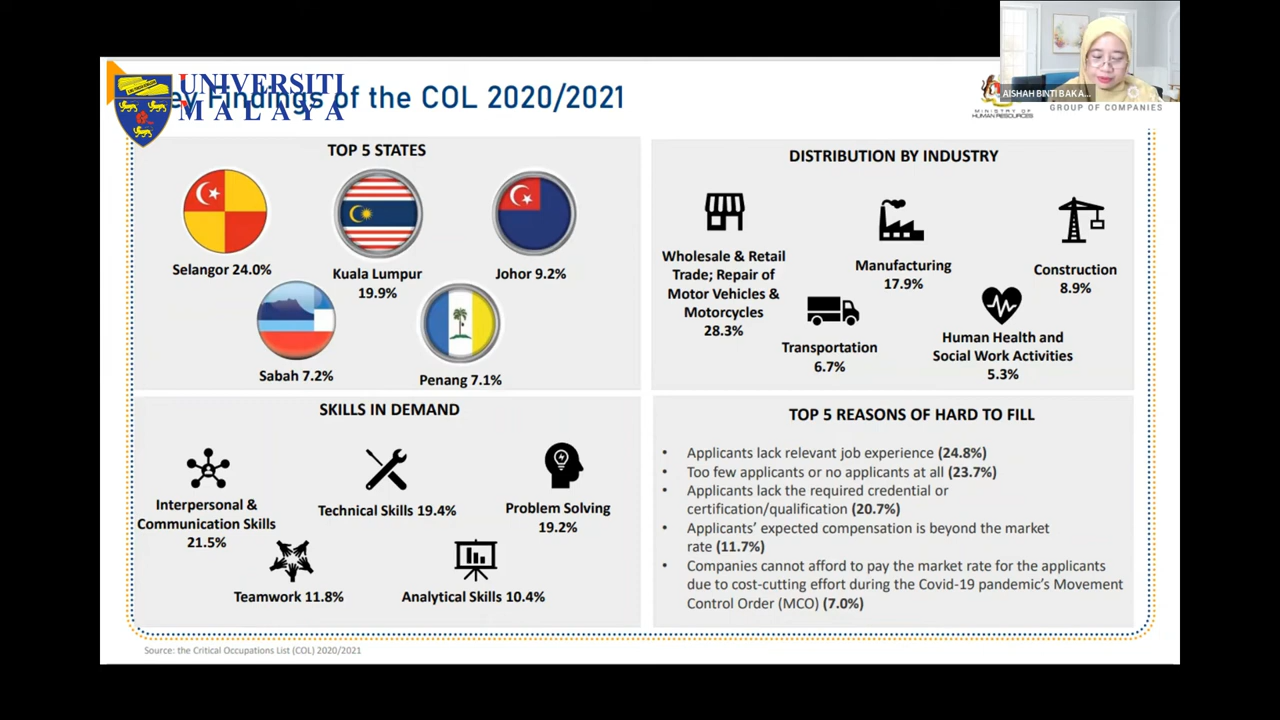 UNIVERSITI
MALAYA
ey Findings of the COL 2020/2021
MINISTRY OF
HUMAN RESOURCES
AISHAH BINTI BAKA...
GROUP OF COMPANIES
TOP 5 STATES
Selangor 24.0%
Kuala Lumpur
19.9%
Johor 9.2%
Sabah 7.2%
Penang 7.1%
DISTRIBUTION BY INDUSTRY
Wholesale & Retail
Trade; Repair of
Motor Vehicles &
Motorcycles
28.3%
Manufacturing
17.9%
Construction
8.9%
Transportation
6.7%
Human Health and
Social Work Activities
5.3%
SKILLS IN DEMAND
Interpersonal &
Communication Skills
21.5%
Technical Skills 19.4%
Problem Solving
19.2%
Teamwork 11.8%
Analytical Skills 10.4%
TOP 5 REASONS OF HARD TO FILL
• Applicants lack relevant job experience (24.8%)
• Too few applicants or no applicants at all (23.7%)
• Applicants lack the required credential or
certification/qualification (20.7%)
• Applicants' expected compensation is beyond the market
rate (11.7%)
• Companies cannot afford to pay the market rate for the applicants
due to cost-cutting effort during the Covid-19 pandemic's Movement
Control Order (MCO) (7.0%)
Source: the Critical Occupations List (COL) 2020/2021